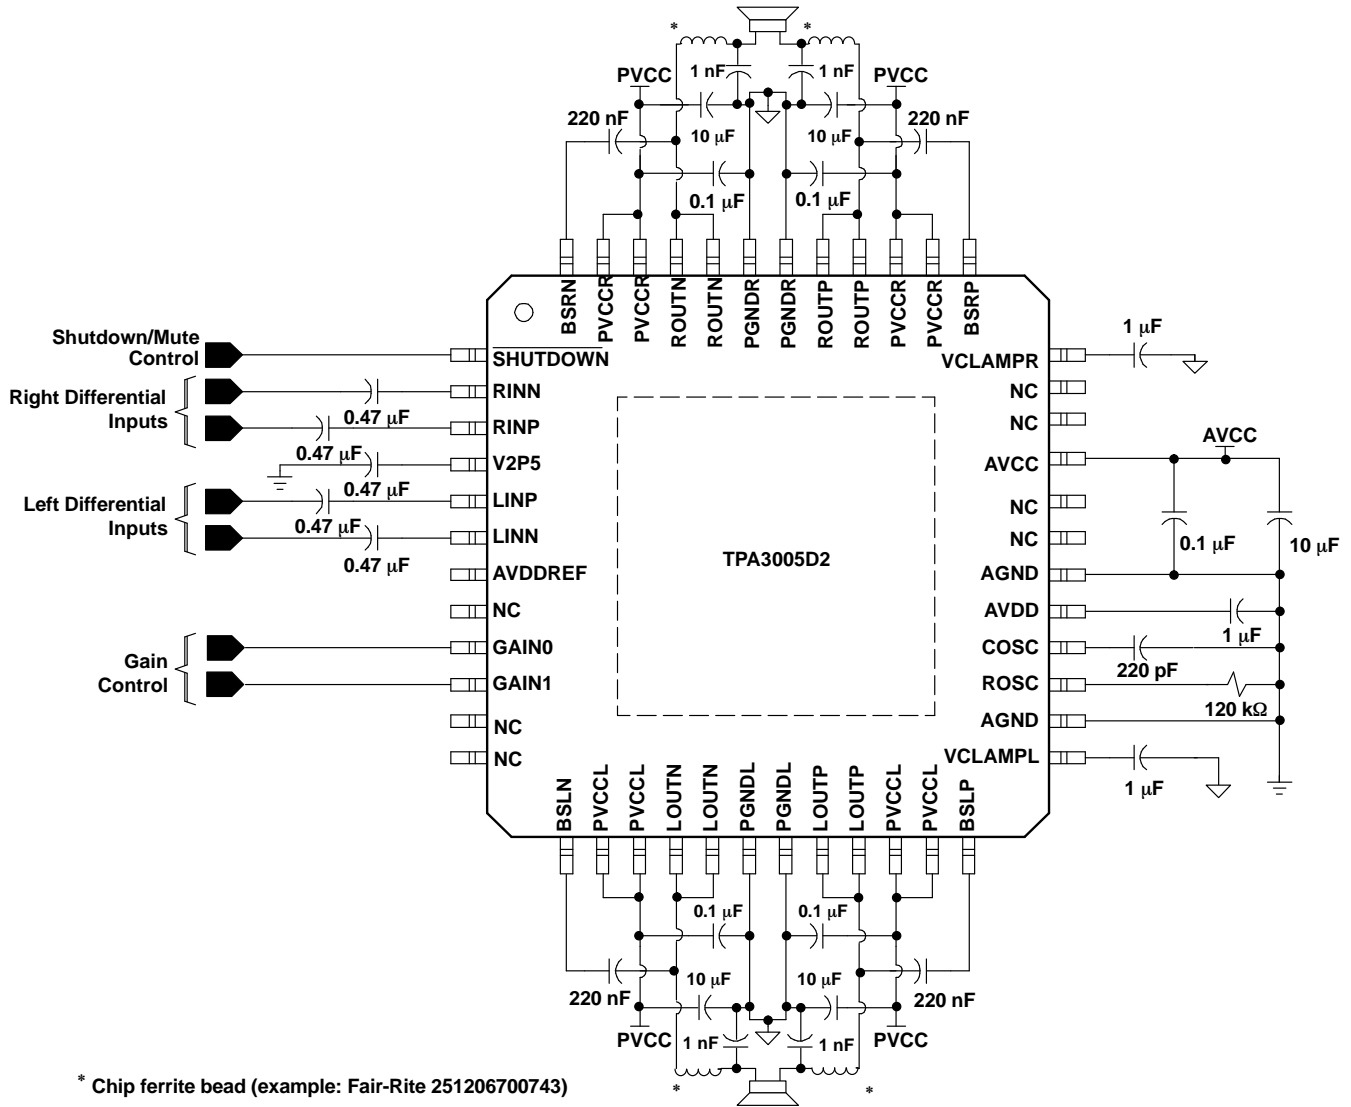 *
*
1 nF
1 nF
PVCC
PVCC
220 nF
10 µF
10 µF
220 nF
0.1 µF
0.1 µF
BSRN
PVCCR
PVCCR
ROUTN
ROUTN
PGNDR
PGNDR
ROUTP
ROUTP
PVCCR
PVCCR
BSRP
Shutdown/Mute
Control
SHUTDOWN
VCLAMPR
1 µF
Right Differential
Inputs
0.47 µF
RINN
NC
0.47 µF
RINP
NC
0.47 µF
V2P5
AVCC
AVCC
Left Differential
Inputs
0.47 µF
LINP
NC
0.47 µF
LINN
NC
0.1 µF
10 µF
TPA3005D2
AVDDREF
AGND
NC
AVDD
1 µF
Gain
Control
GAIN0
COSC
220 pF
GAIN1
ROSC
120 kΩ
NC
AGND
NC
VCLAMPL
1 µF
BSLN
PVCCL
PVCCL
LOUTN
LOUTN
PGNDL
PGNDL
LOUTP
LOUTP
PVCCL
PVCCL
BSLP
0.1 µF
0.1 µF
220 nF
10 µF
10 µF
220 nF
PVCC
1 nF
1 nF
PVCC
*
*
* Chip ferrite bead (example: Fair-Rite 251206700743)